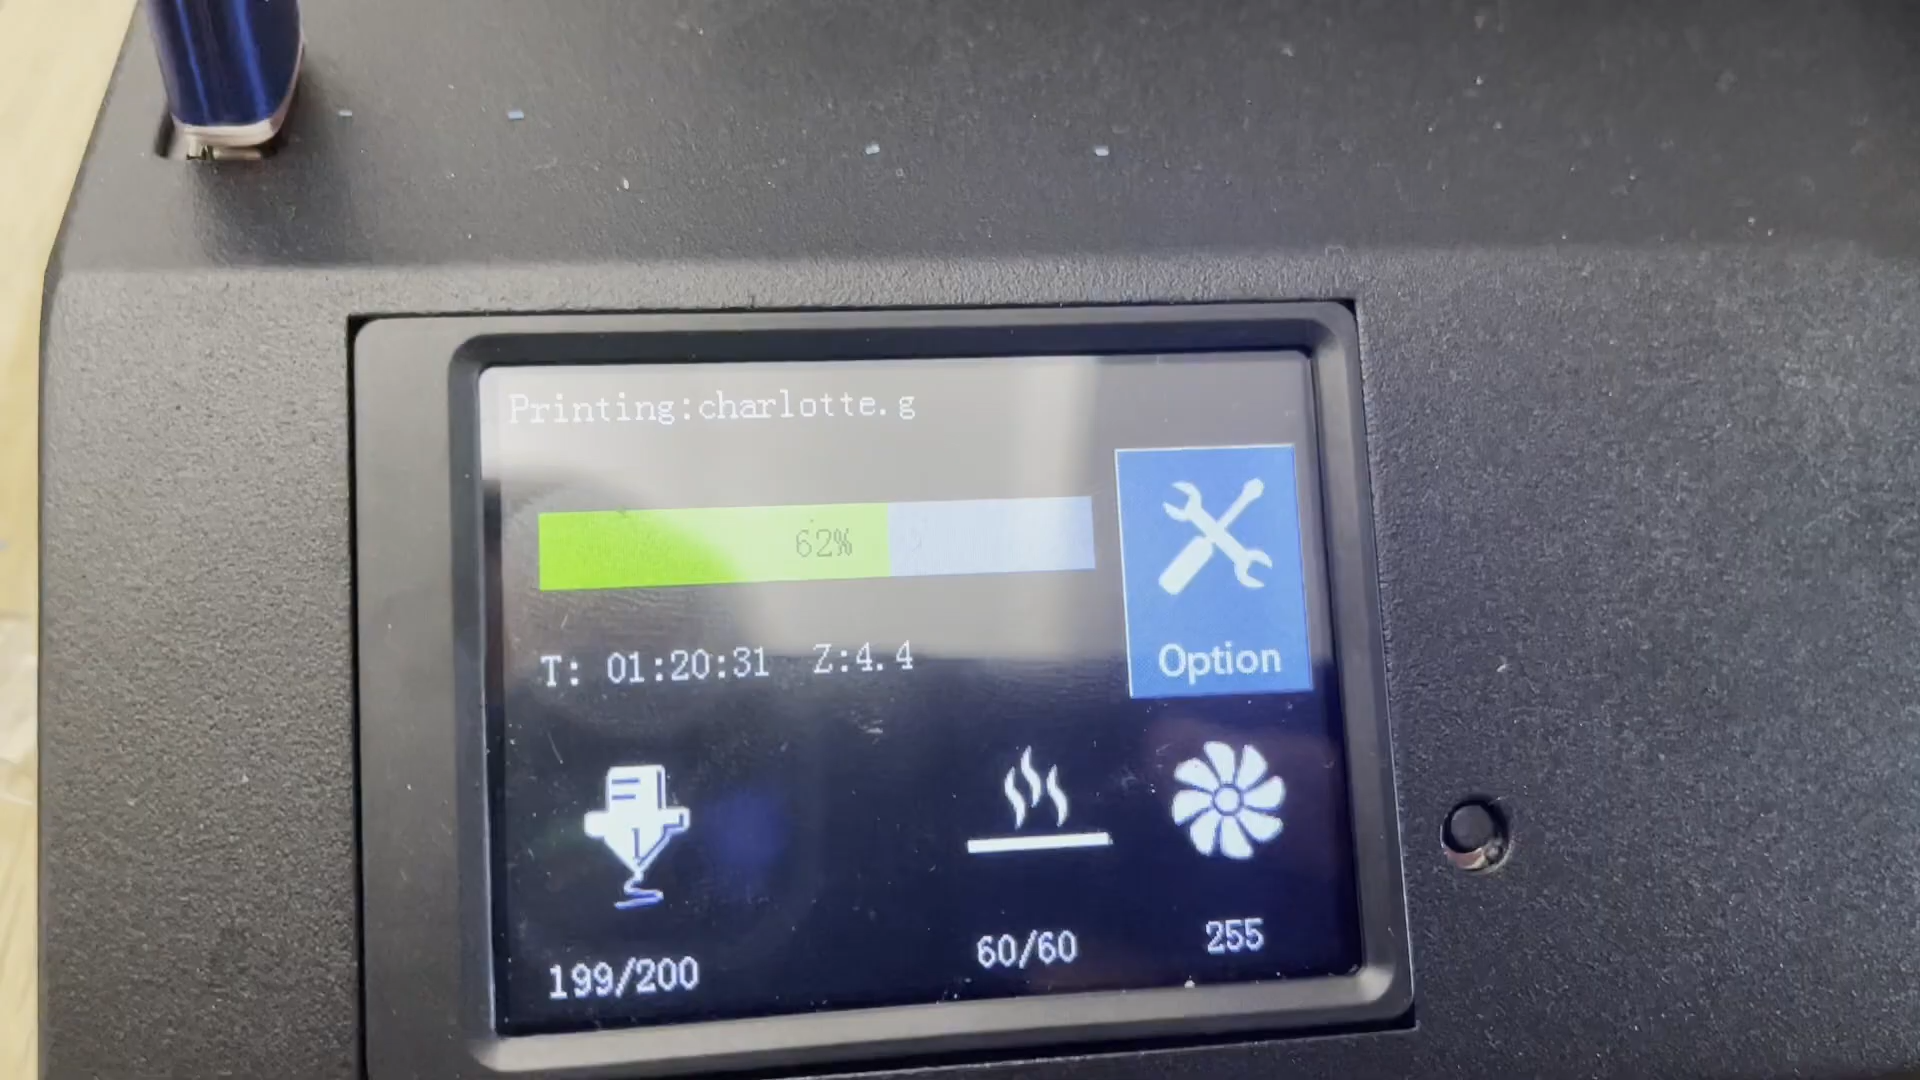 Printing:charlotte.g
62%
Option
T: 01:20:31 Z:4.4
199/200
60/60
255